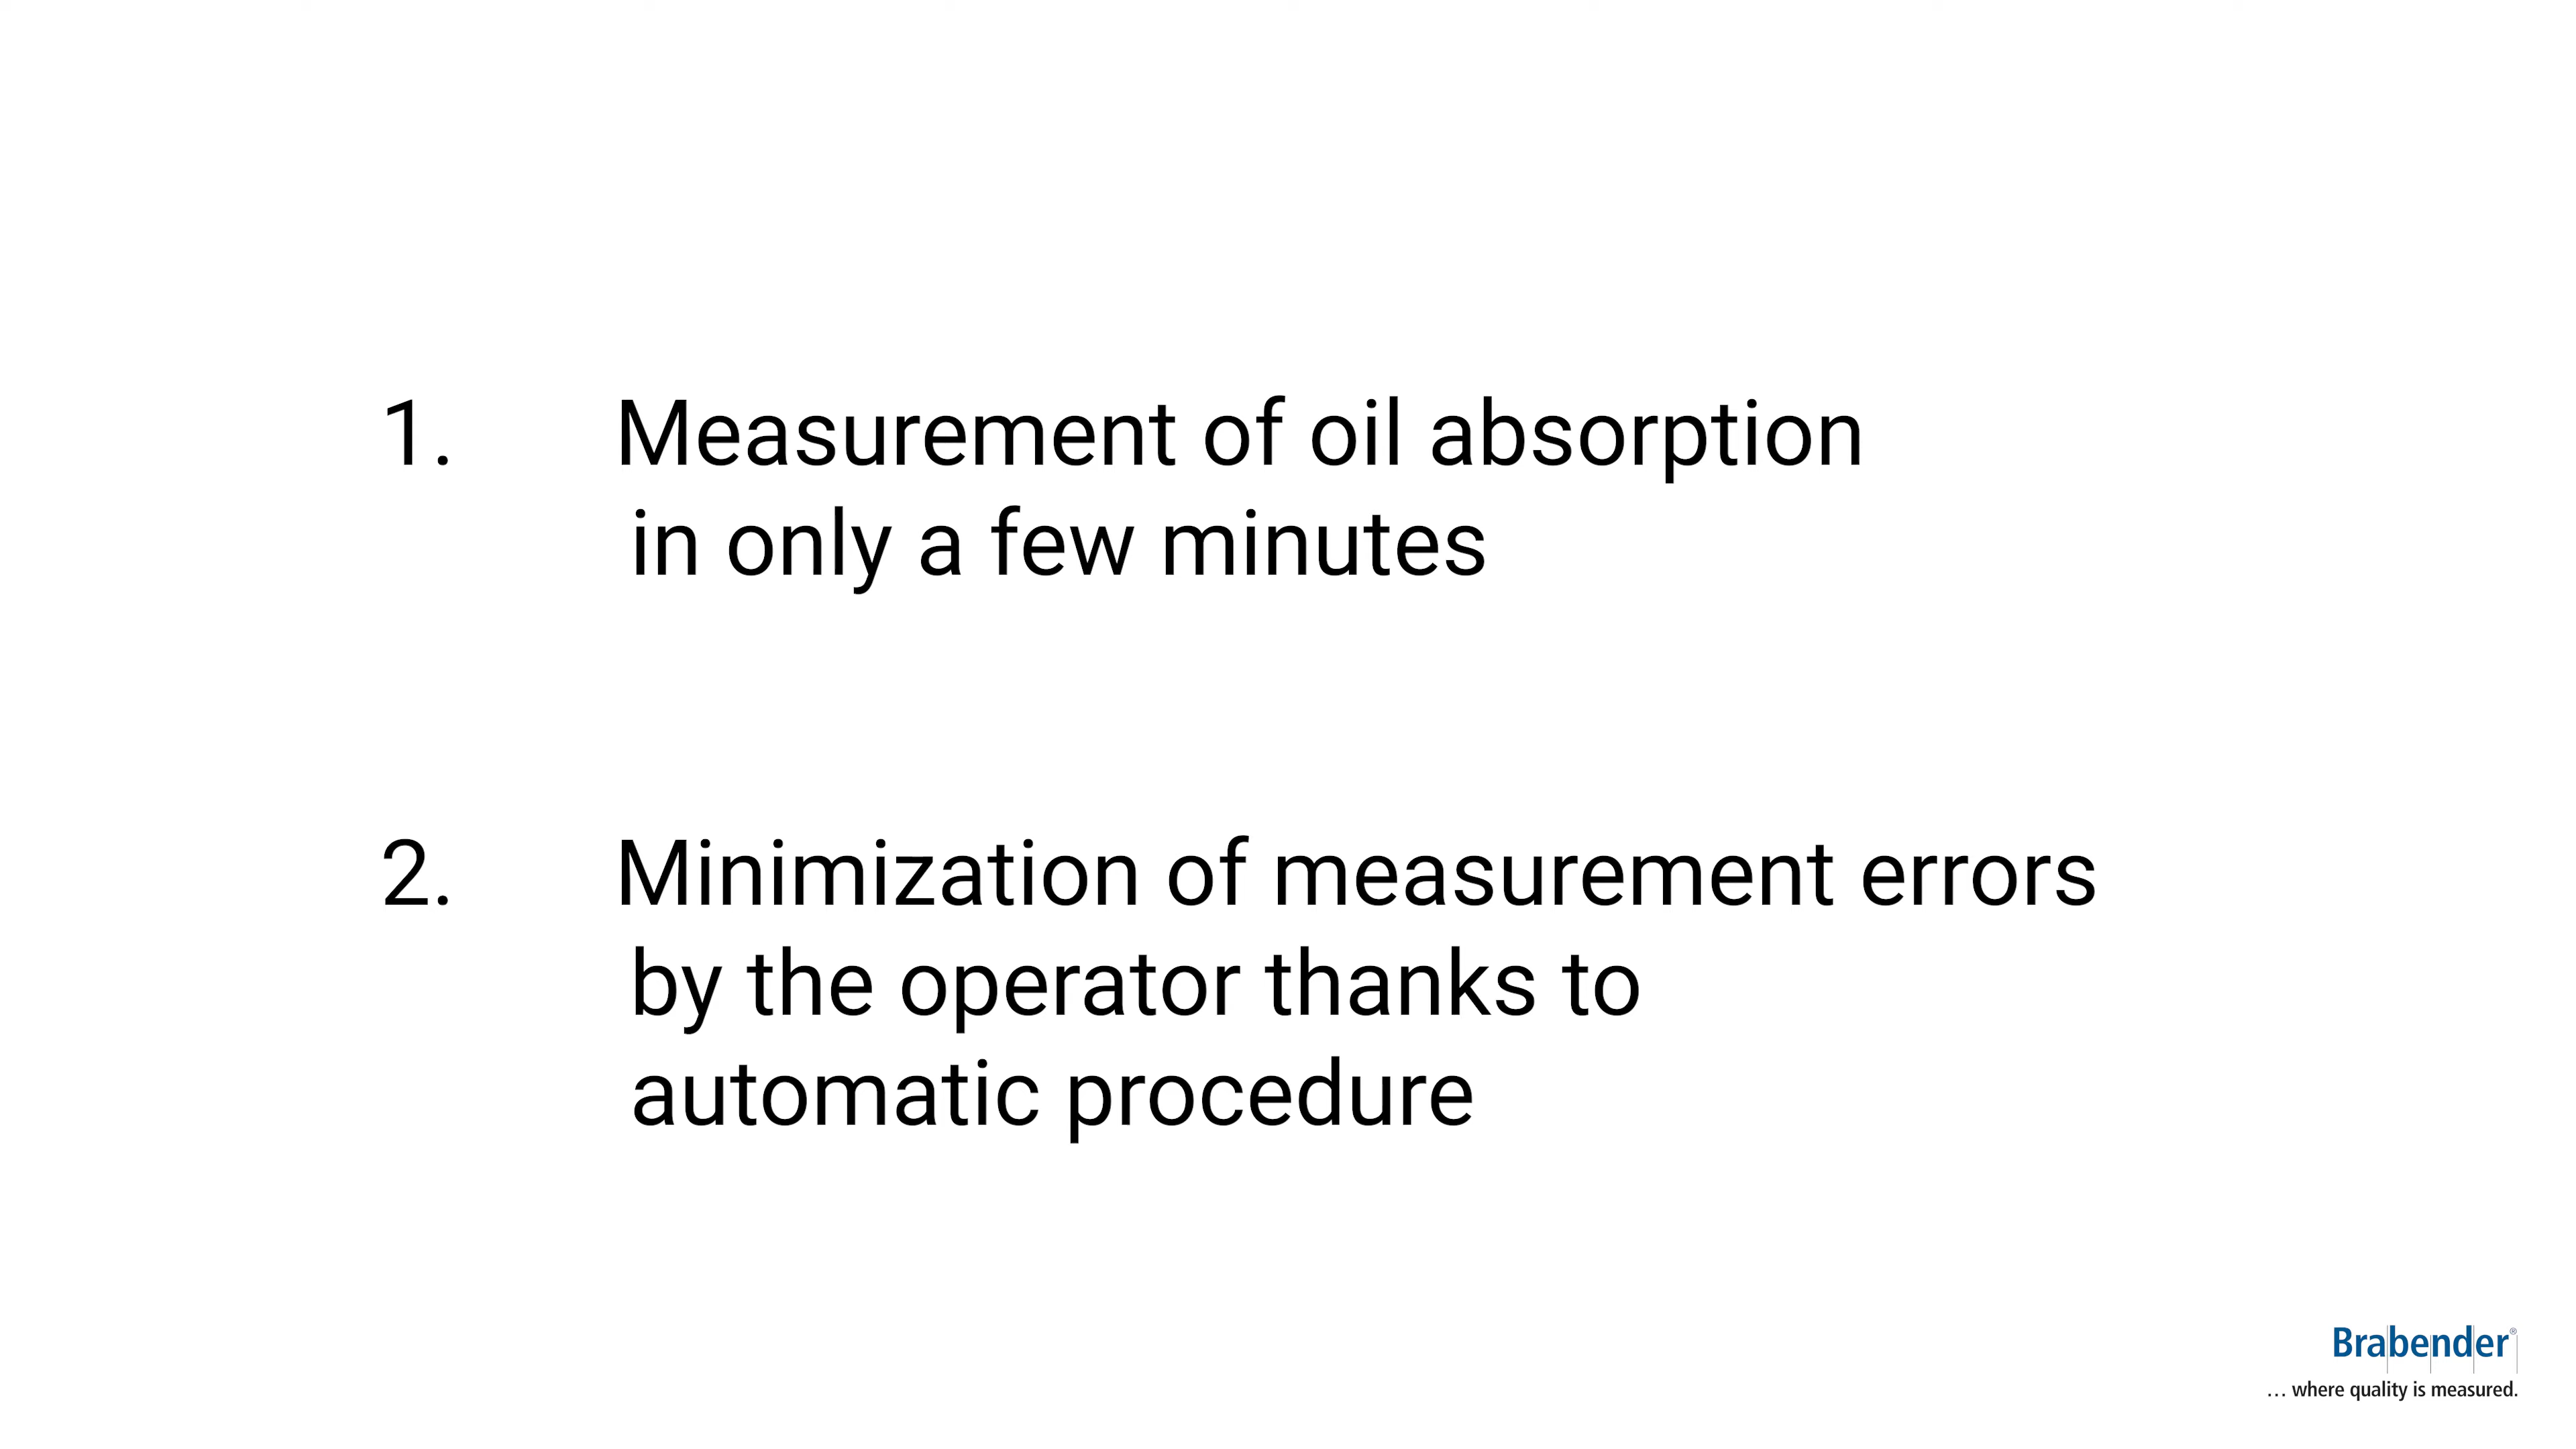 1. Measurement of oil absorption
in only a few minutes
2. Minimization of measurement errors
by the operator thanks to
automatic procedure
Brabender®
... where quality is measured.